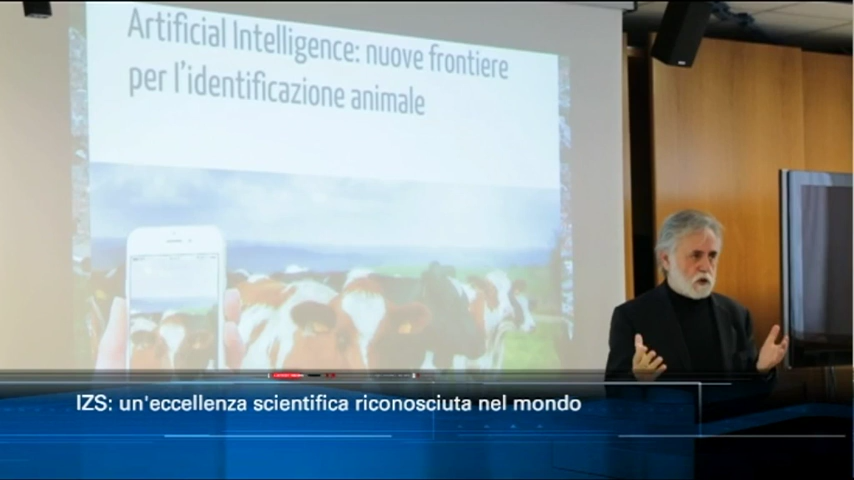 Artificial Intelligence: nuove frontiere
per l'identificazione animale
IZS: un'eccellenza scientifica riconosciuta nel mondo